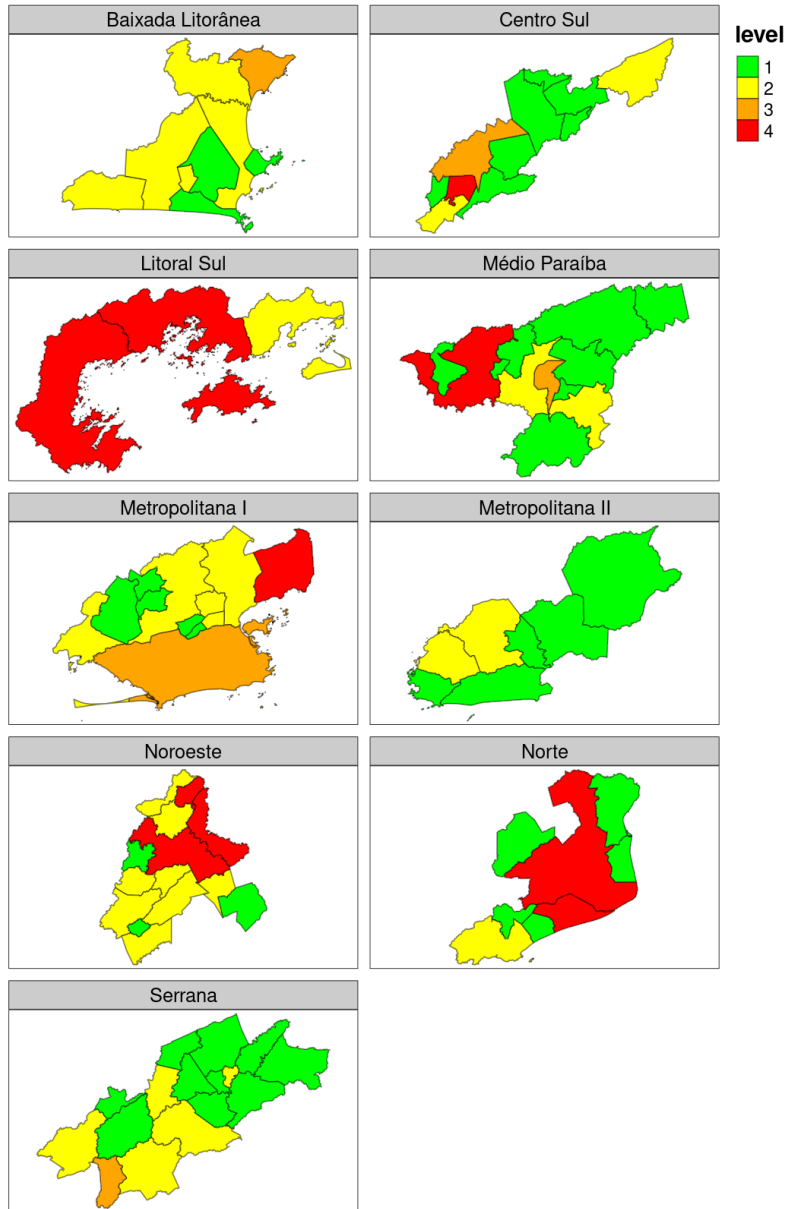 Baixada Litorânea
Centro Sul
level
1
2
3
4
Litoral Sul
Médio Paraíba
Metropolitana I
Metropolitana II
Noroeste
Norte
Serrana